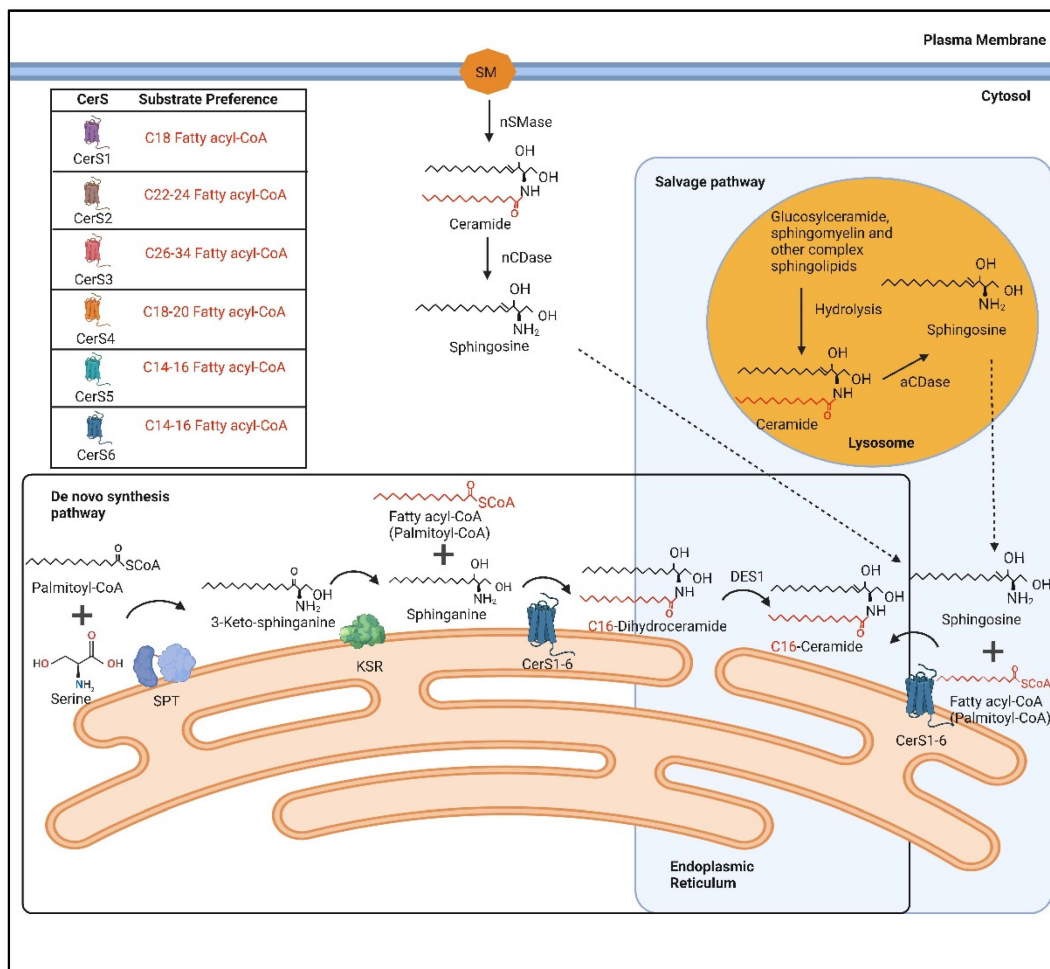 Plasma Membrane
SM
Cytosol
CerS Substrate Preference
CerS1 C18 Fatty acyl-CoA
CerS2 C22-24 Fatty acyl-CoA
CerS3 C26-34 Fatty acyl-CoA
CerS4 C18-20 Fatty acyl-CoA
CerS5 C14-16 Fatty acyl-CoA
CerS6 C14-16 Fatty acyl-CoA
nSMase
OH
OH
NH
O
Ceramide
nCDase
OH
OH
NH₂
Sphingosine
Salvage pathway
Glucosylceramide,
sphingomyelin and
other complex
sphingolipids
Hydrolysis
OH
OH
NH
O
Ceramide
aCDase
OH
OH
NH₂
Sphingosine
Lysosome
De novo synthesis
pathway
O
SCoA
Palmitoyl-CoA
+
O
HO
OH
NH₂
Serine
SPT
O
OH
NH₂
3-Keto-sphinganine
KSR
O
SCoA
Fatty acyl-CoA
(Palmitoyl-CoA)
+
OH
OH
NH₂
Sphinganine
CerS1-6
OH
OH
NH
O
C16-Dihydroceramide
DES1
OH
OH
NH
O
C16-Ceramide
OH
OH
NH₂
Sphingosine
+
O
SCoA
Fatty acyl-CoA
(Palmitoyl-CoA)
CerS1-6
Endoplasmic
Reticulum